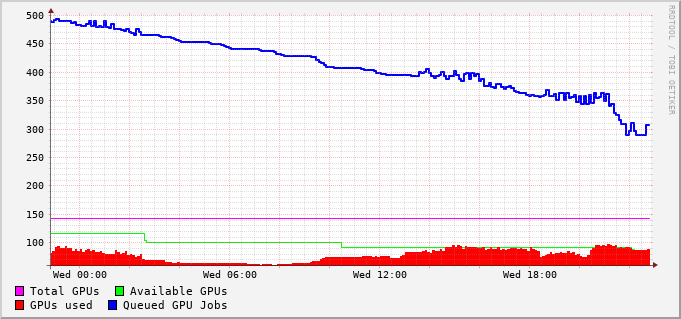 500
450
400
350
300
250
200
150
100
Wed 00:00 Wed 06:00 Wed 12:00 Wed 18:00
Total GPUs Available GPUs
GPUs used Queued GPU Jobs
RRDTOOL / TOBI OETIKER